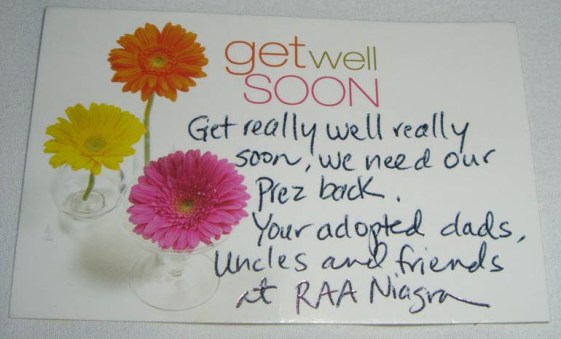 get well
SOON
Get really well really
soon, we need our
Prez back.
Your adopted dads,
Uncles and friends
at RAA Niagra